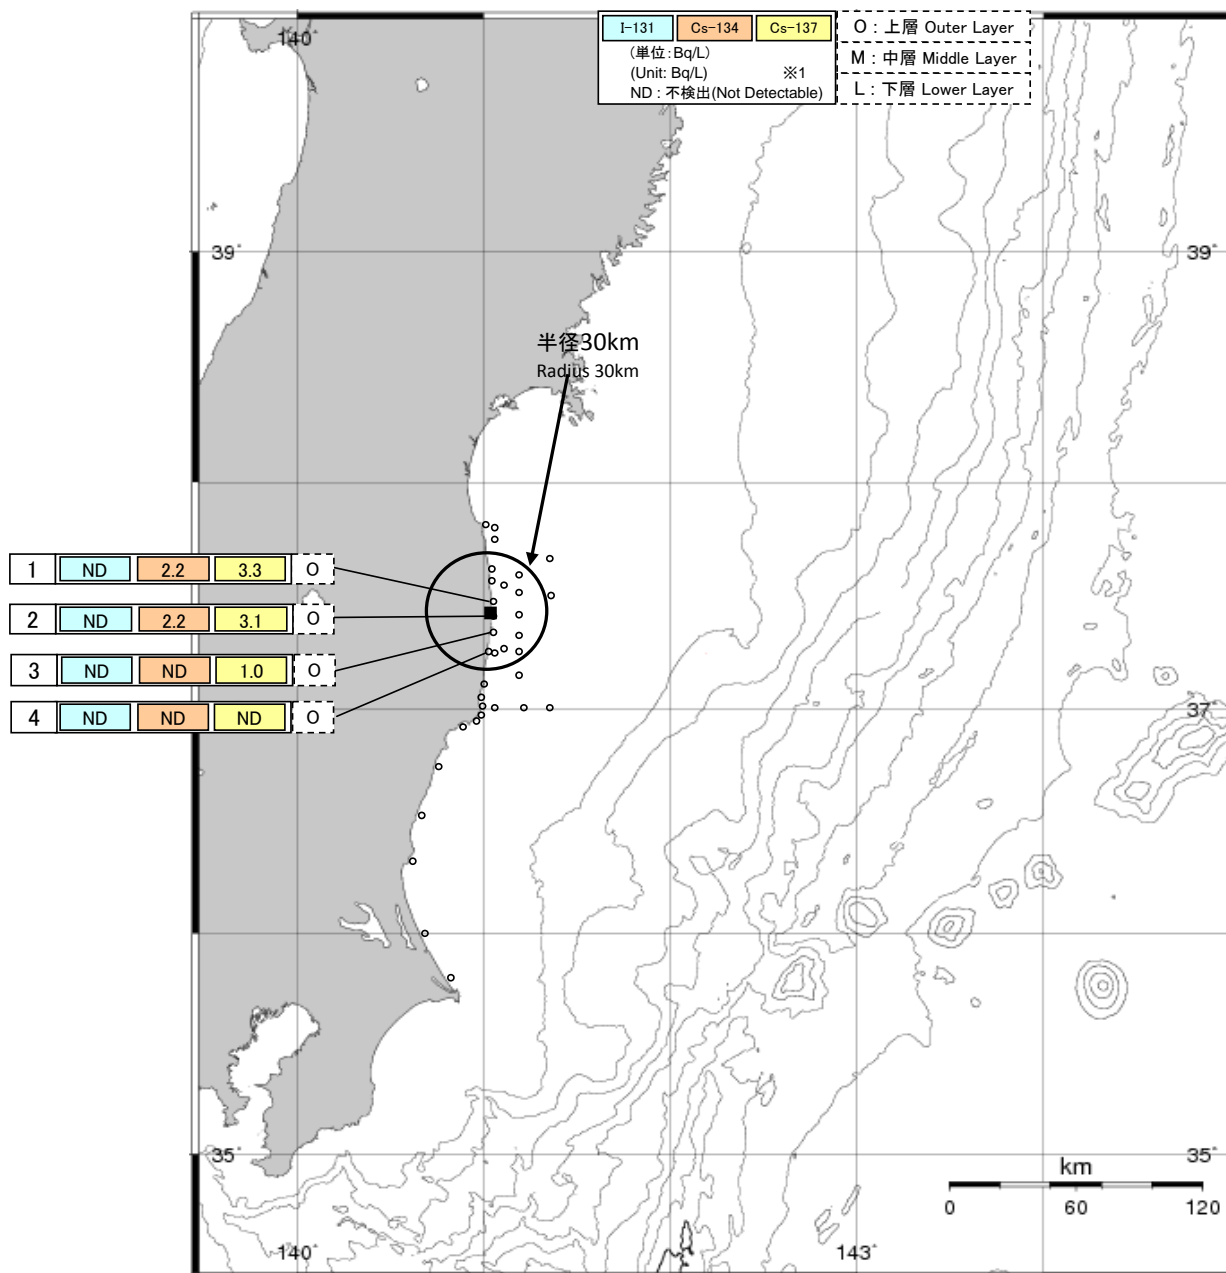 140°
I-131 Cs-134 Cs-137
(単位:Bq/L)
(Unit: Bq/L) ※1
ND : 不検出(Not Detectable)
O : 上層 Outer Layer
M : 中層 Middle Layer
L : 下層 Lower Layer
39° 39°
半径30km
Radius 30km
1 ND 2.2 3.3 O
2 ND 2.2 3.1 O
3 ND ND 1.0 O
4 ND ND ND O
37°
35° 35°
km
0 60 120
140° 143°